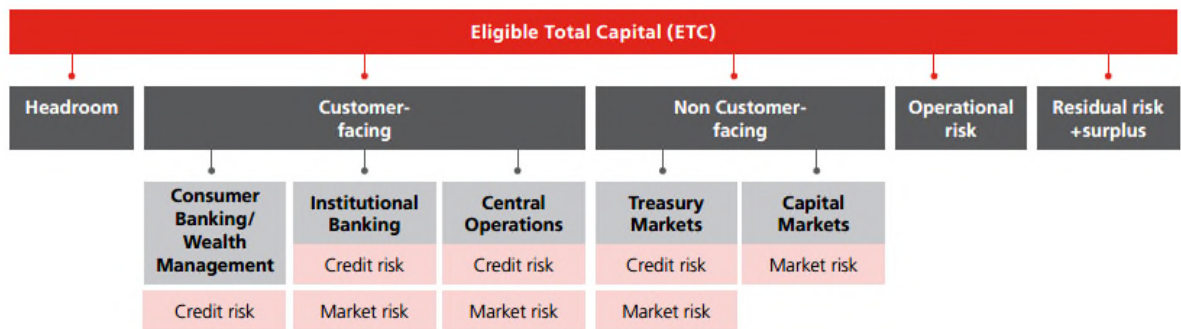 Eligible Total Capital (ETC)
Headroom
Customer-
facing
Non Customer-
facing
Operational
risk
Residual risk
+surplus
Consumer
Banking/
Wealth
Management
Credit risk
Institutional
Banking
Credit risk
Market risk
Central
Operations
Credit risk
Market risk
Treasury
Markets
Credit risk
Market risk
Capital
Markets
Market risk